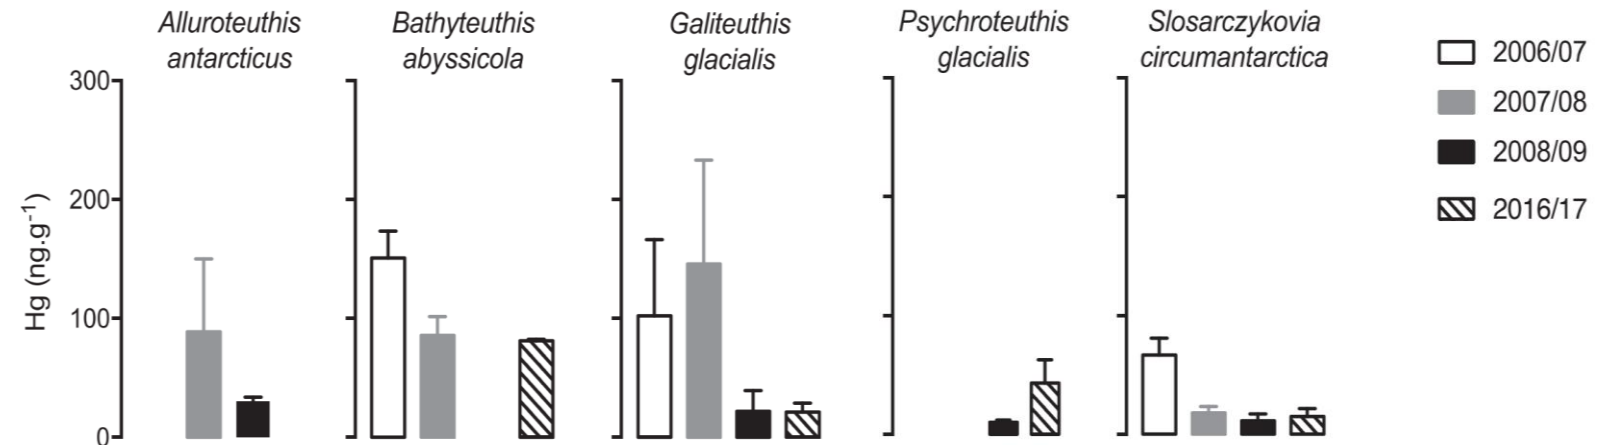 Alluroteuthis
antarcticus
Bathyteuthis
abyssicola
Galiteuthis
glacialis
Psychroteuthis
glacialis
Slosarczykovia
circumantarctica
2006/07
2007/08
2008/09
2016/17
Hg (ng.g⁻¹)
300
200
100
0